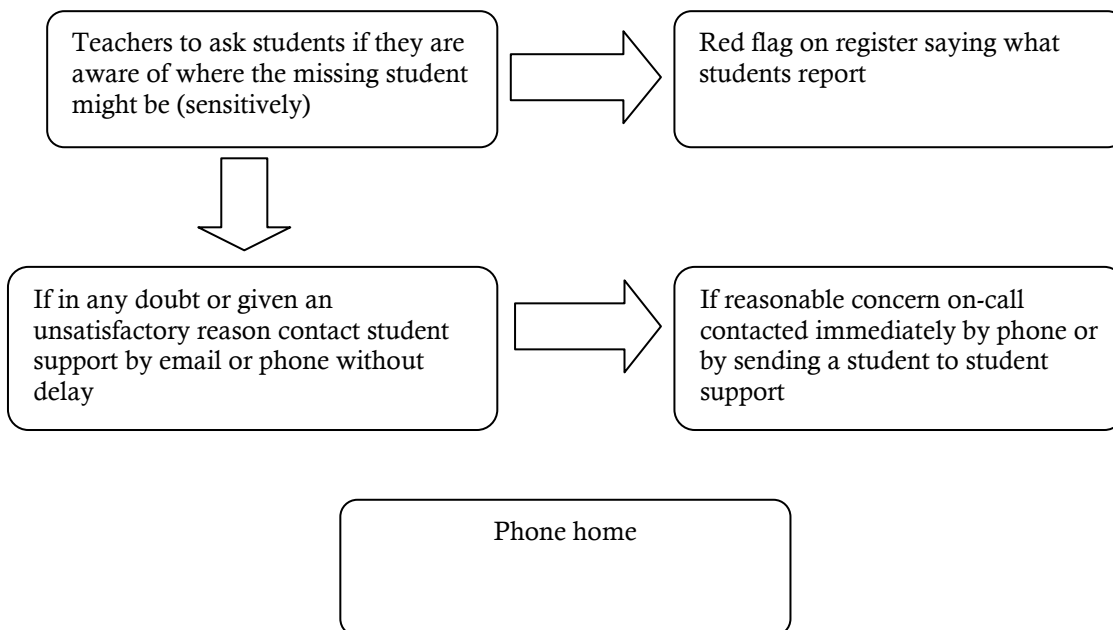 Teachers to ask students if they are
aware of where the missing student
might be (sensitively)
Red flag on register saying what
students report
If in any doubt or given an
unsatisfactory reason contact student
support by email or phone without
delay
If reasonable concern on-call
contacted immediately by phone or
by sending a student to student
support
Phone home